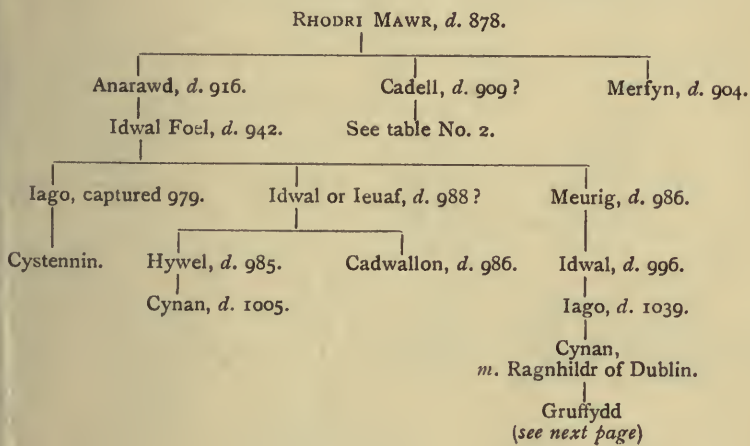 RHODRI MAWR, d. 878.
Anarawd, d. 916. Cadell, d. 909 ? Merfyn, d. 904.
Idwal Foel, d. 942. See table No. 2.
Iago, captured 979. Idwal or Ieuaf, d. 988 ? Meurig, d. 986.
Cystennin. Hywel, d. 985. Cadwallon, d. 986. Idwal, d. 996.
Cynan, d. 1005. Iago, d. 1039.
Cynan,
m. Ragnhildr of Dublin.
Gruffydd
(see next page)